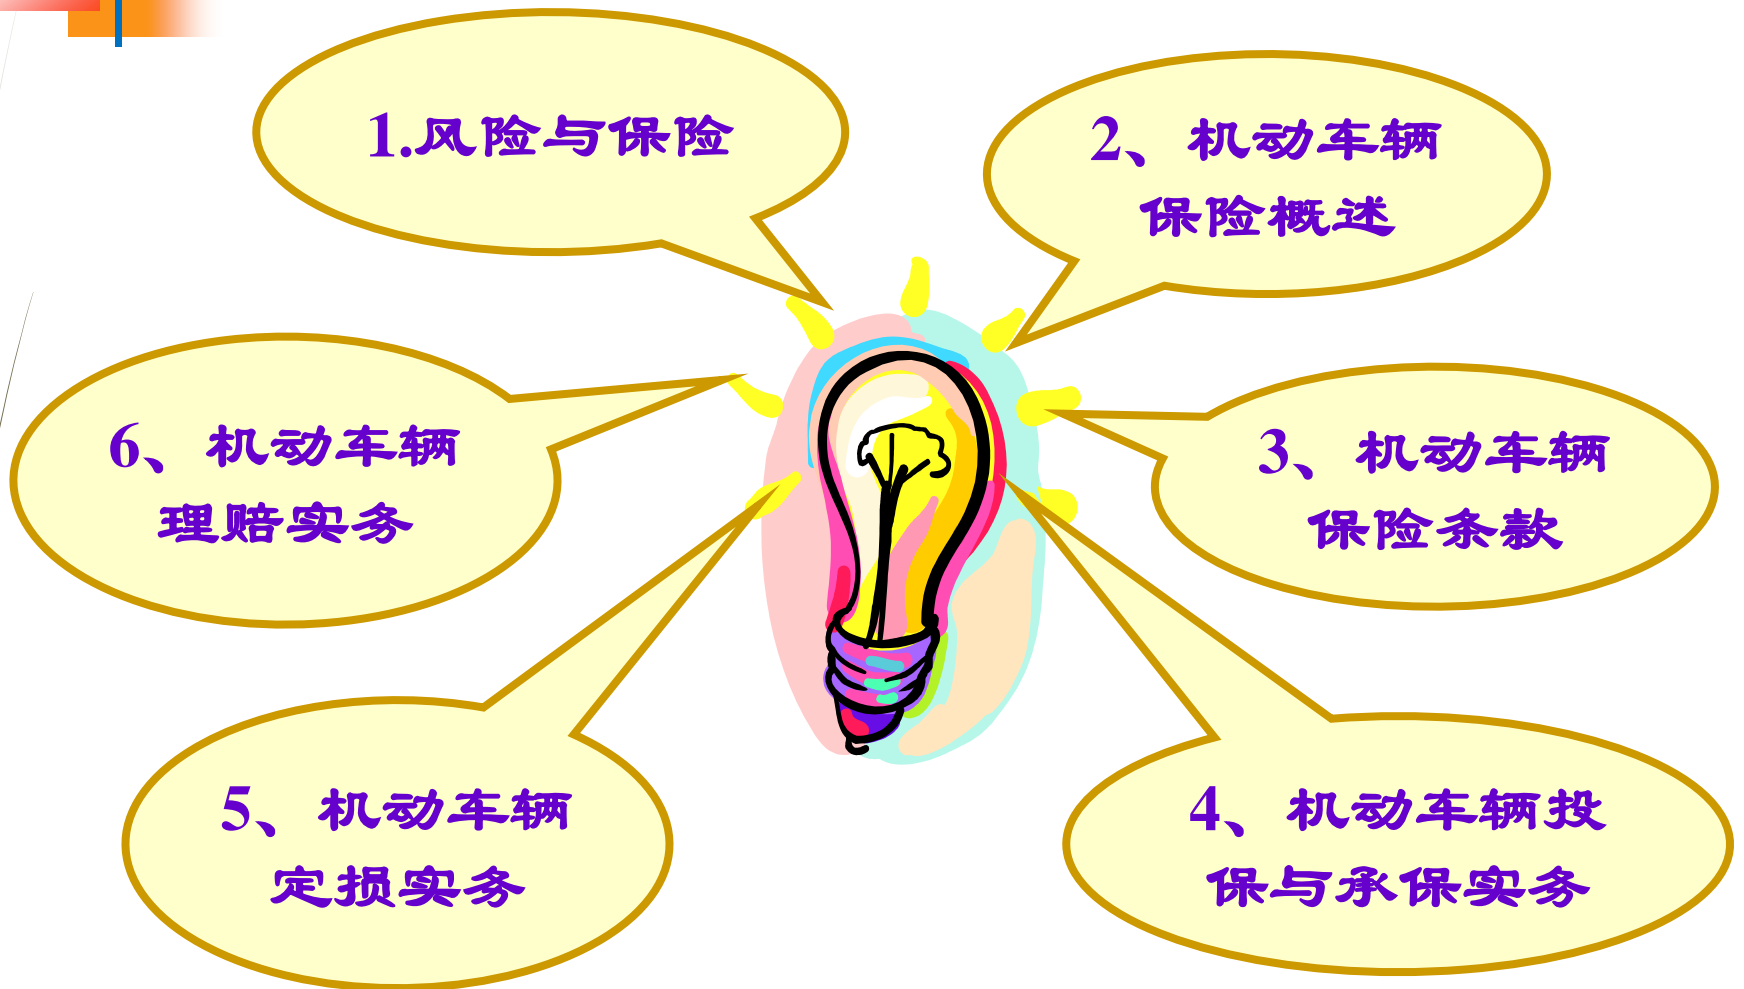 1.风险与保险
2、机动车辆
保险概述
3、机动车辆
保险条款
4、机动车辆投
保与承保实务
5、机动车辆
定损实务
6、机动车辆
理赔实务